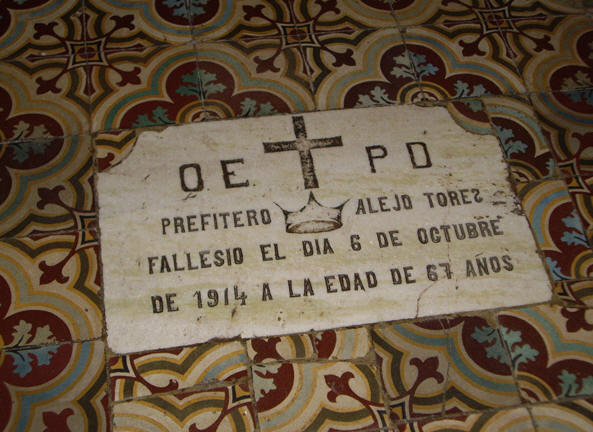 O E P D
PREFITERO ALEJO TOREZ
FALLESIO EL DIA 6 DE OCTUBRE
DE 1914 A LA EDAD DE 67 AÑOS